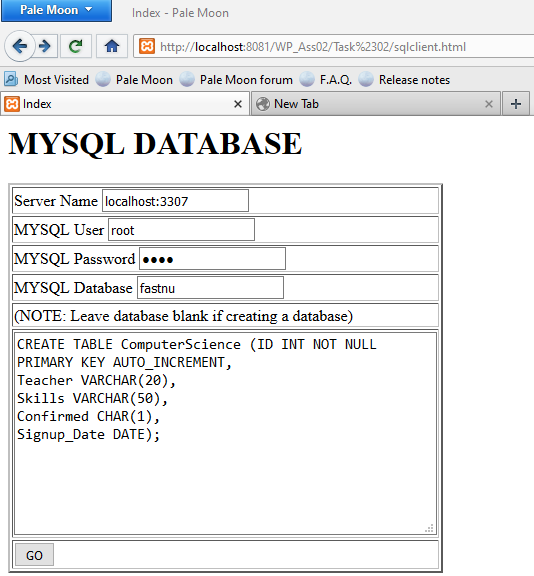 Pale Moon
Index - Pale Moon
http://localhost:8081/WP_Ass02/Task%2302/sqlclient.html
Most Visited Pale Moon Pale Moon forum F.A.Q. Release notes
Index New Tab
MYSQL DATABASE
Server Name localhost:3307
MYSQL User root
MYSQL Password ●●●●
MYSQL Database fastnu
(NOTE: Leave database blank if creating a database)
CREATE TABLE ComputerScience (ID INT NOT NULL
PRIMARY KEY AUTO_INCREMENT,
Teacher VARCHAR(20),
Skills VARCHAR(50),
Confirmed CHAR(1),
Signup_Date DATE);
GO